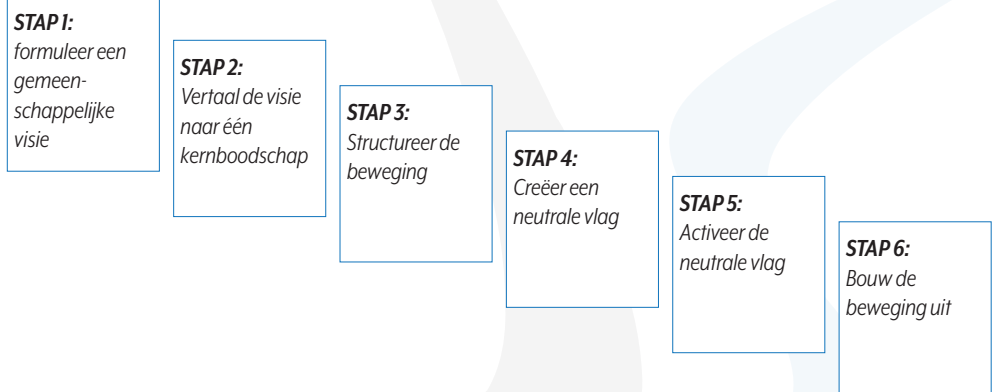 STAP 1:
formuleer een
gemeen-
schappelijke
visie
STAP 2:
Vertaal de visie
naar één
kernboodschap
STAP 3:
Structureer de
beweging
STAP 4:
Creëer een
neutrale vlag
STAP 5:
Activeer de
neutrale vlag
STAP 6:
Bouw de
beweging uit